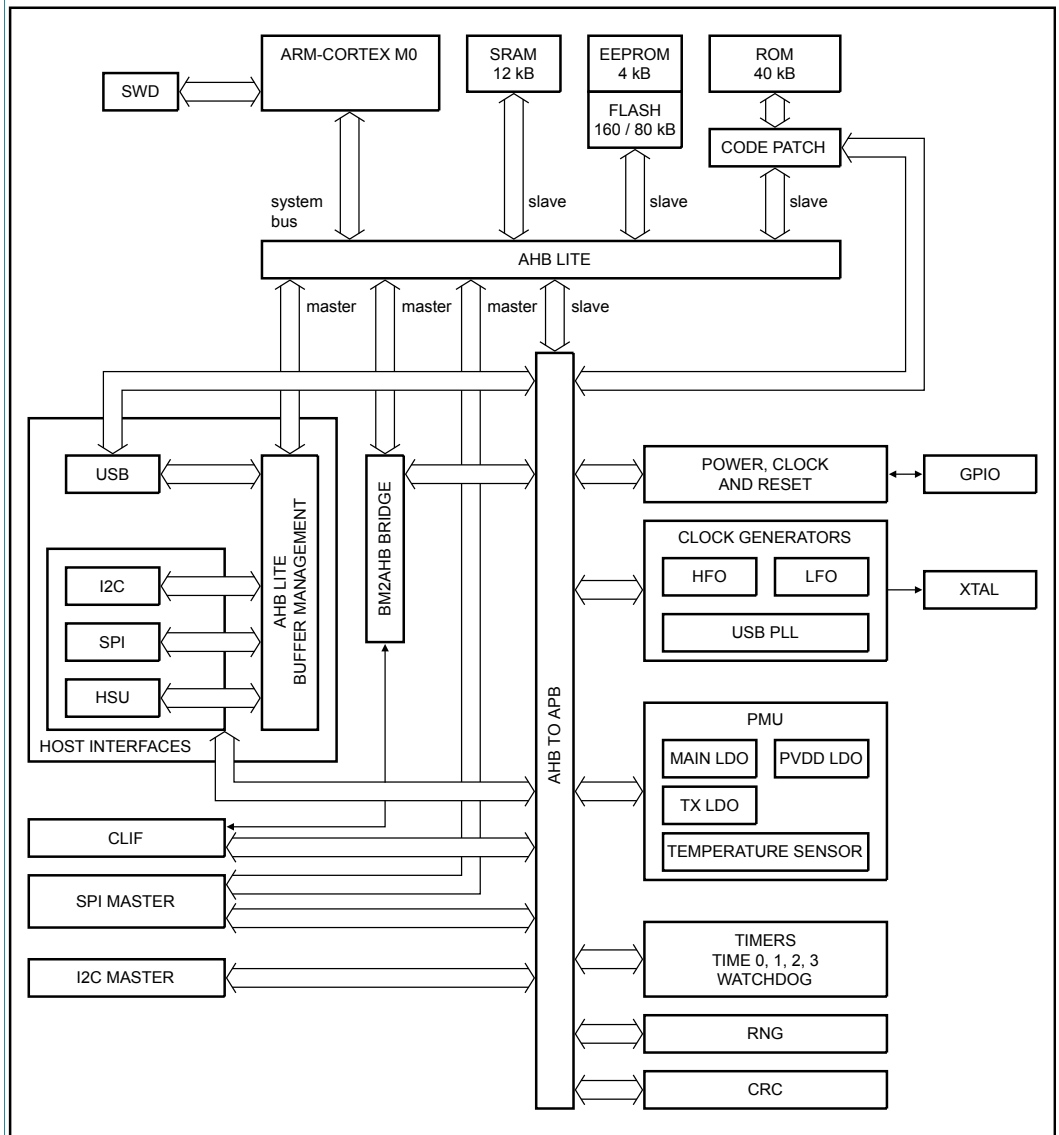 ARM-CORTEX M0
SWD
SRAM
12 kB
EEPROM
4 kB
FLASH
160 / 80 kB
ROM
40 kB
CODE PATCH
system
bus
slave
slave
slave
AHB LITE
master
master
master
slave
USB
I2C
SPI
HSU
AHB LITE
BUFFER MANAGEMENT
HOST INTERFACES
BM2AHB BRIDGE
AHB TO APB
CLIF
SPI MASTER
I2C MASTER
POWER, CLOCK
AND RESET
GPIO
CLOCK GENERATORS
HFO
LFO
USB PLL
XTAL
PMU
MAIN LDO
PVDD LDO
TX LDO
TEMPERATURE SENSOR
TIMERS
TIME 0, 1, 2, 3
WATCHDOG
RNG
CRC